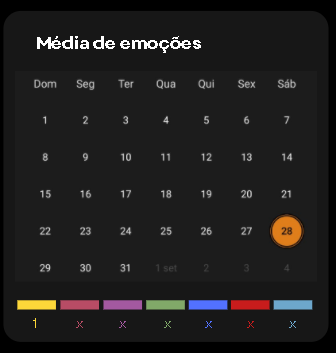 Média de emoções
Dom Seg Ter Qua Qui Sex Sáb
1 2 3 4 5 6 7
8 9 10 11 12 13 14
15 16 17 18 19 20 21
22 23 24 25 26 27 28
29 30 31 1 set 2 3 4
1 x x x x x x